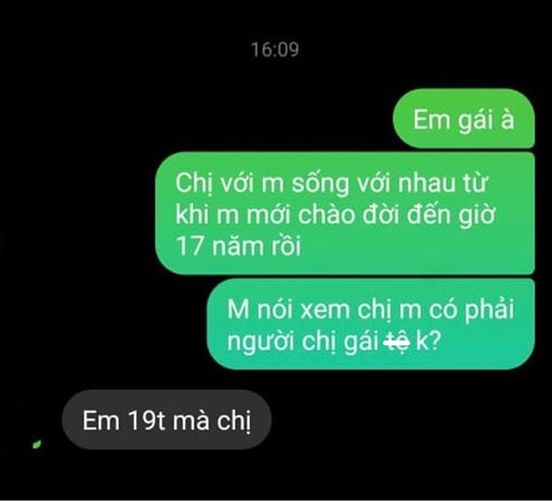 16:09
Em gái à
Chị với m sống với nhau từ
khi m mới chào đời đến giờ
17 năm rồi
M nói xem chị m có phải
người chị gái tệ k?
Em 19t mà chị